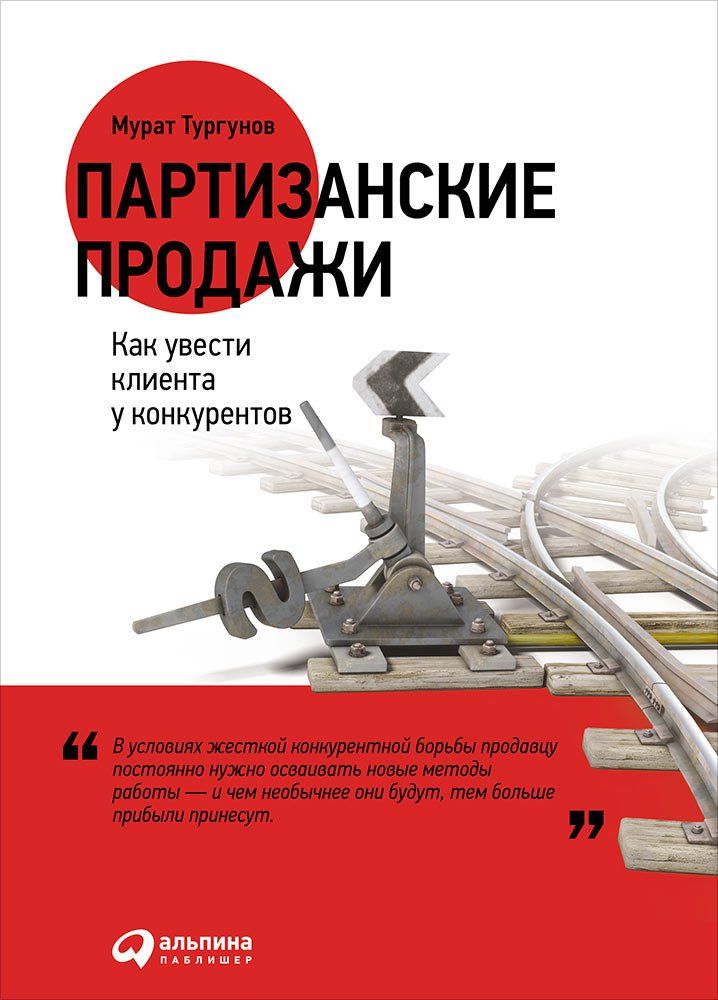 Мурат Тургунов
ПАРТИЗАНСКИЕ
ПРОДАЖИ
Как увести
клиента
у конкурентов
“ В условиях жесткой конкурентной борьбы продавцу
постоянно нужно осваивать новые методы
работы — и чем необычнее они будут, тем больше
прибыли принесут. ”
альпина
ПАБЛИШЕР